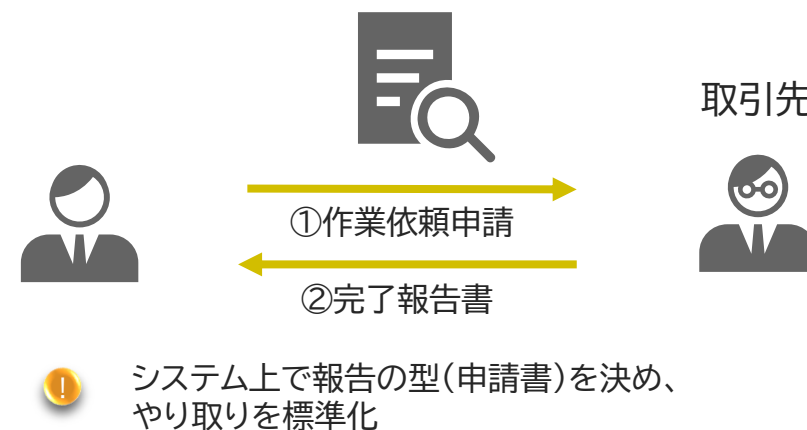 取引先
①作業依頼申請
②完了報告書
!
システム上で報告の型(申請書)を決め、
やり取りを標準化